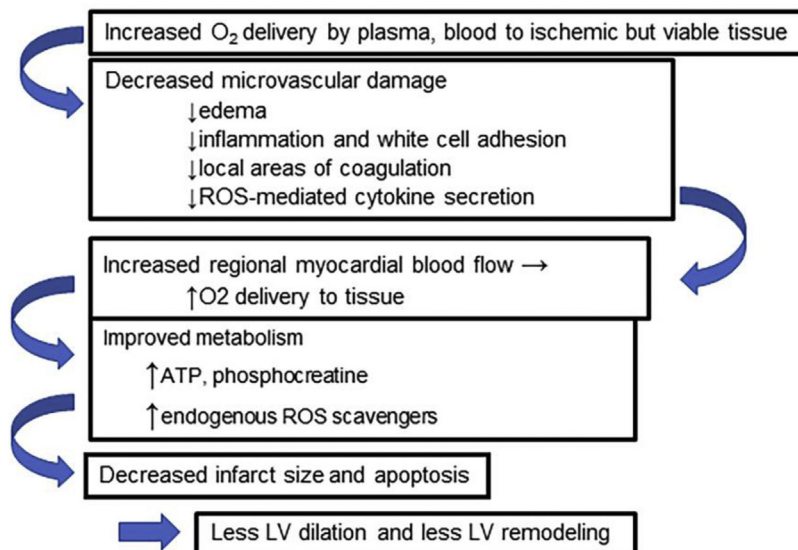 Increased O₂ delivery by plasma, blood to ischemic but viable tissue
Decreased microvascular damage
↓edema
↓inflammation and white cell adhesion
↓local areas of coagulation
↓ROS-mediated cytokine secretion
Increased regional myocardial blood flow →
↑O2 delivery to tissue
Improved metabolism
↑ATP, phosphocreatine
↑endogenous ROS scavengers
Decreased infarct size and apoptosis
Less LV dilation and less LV remodeling